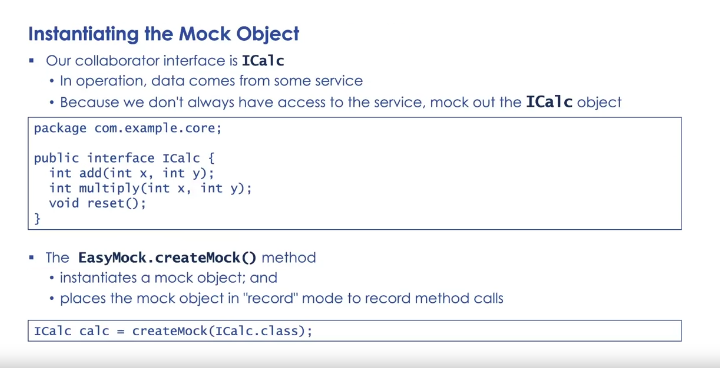 Instantiating the Mock Object
▪ Our collaborator interface is ICalc
• In operation, data comes from some service
• Because we don't always have access to the service, mock out the ICalc object
package com.example.core;
public interface ICalc {
int add(int x, int y);
int multiply(int x, int y);
void reset();
}
▪ The EasyMock.createMock() method
• instantiates a mock object; and
• places the mock object in "record" mode to record method calls
ICalc calc = createMock(ICalc.class);